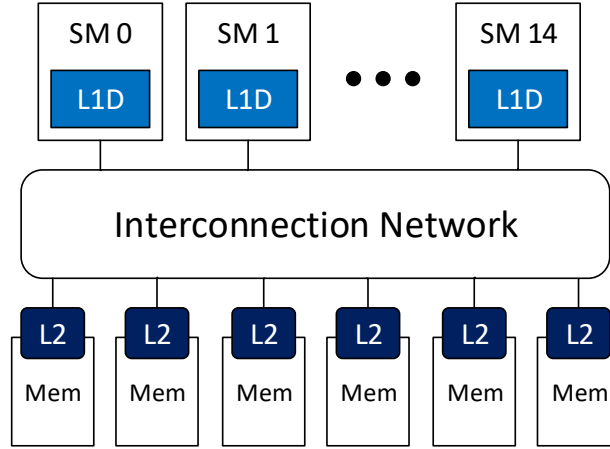 SM 0 SM 1 SM 14
L1D L1D L1D
Interconnection Network
L2 L2 L2 L2 L2 L2
Mem Mem Mem Mem Mem Mem